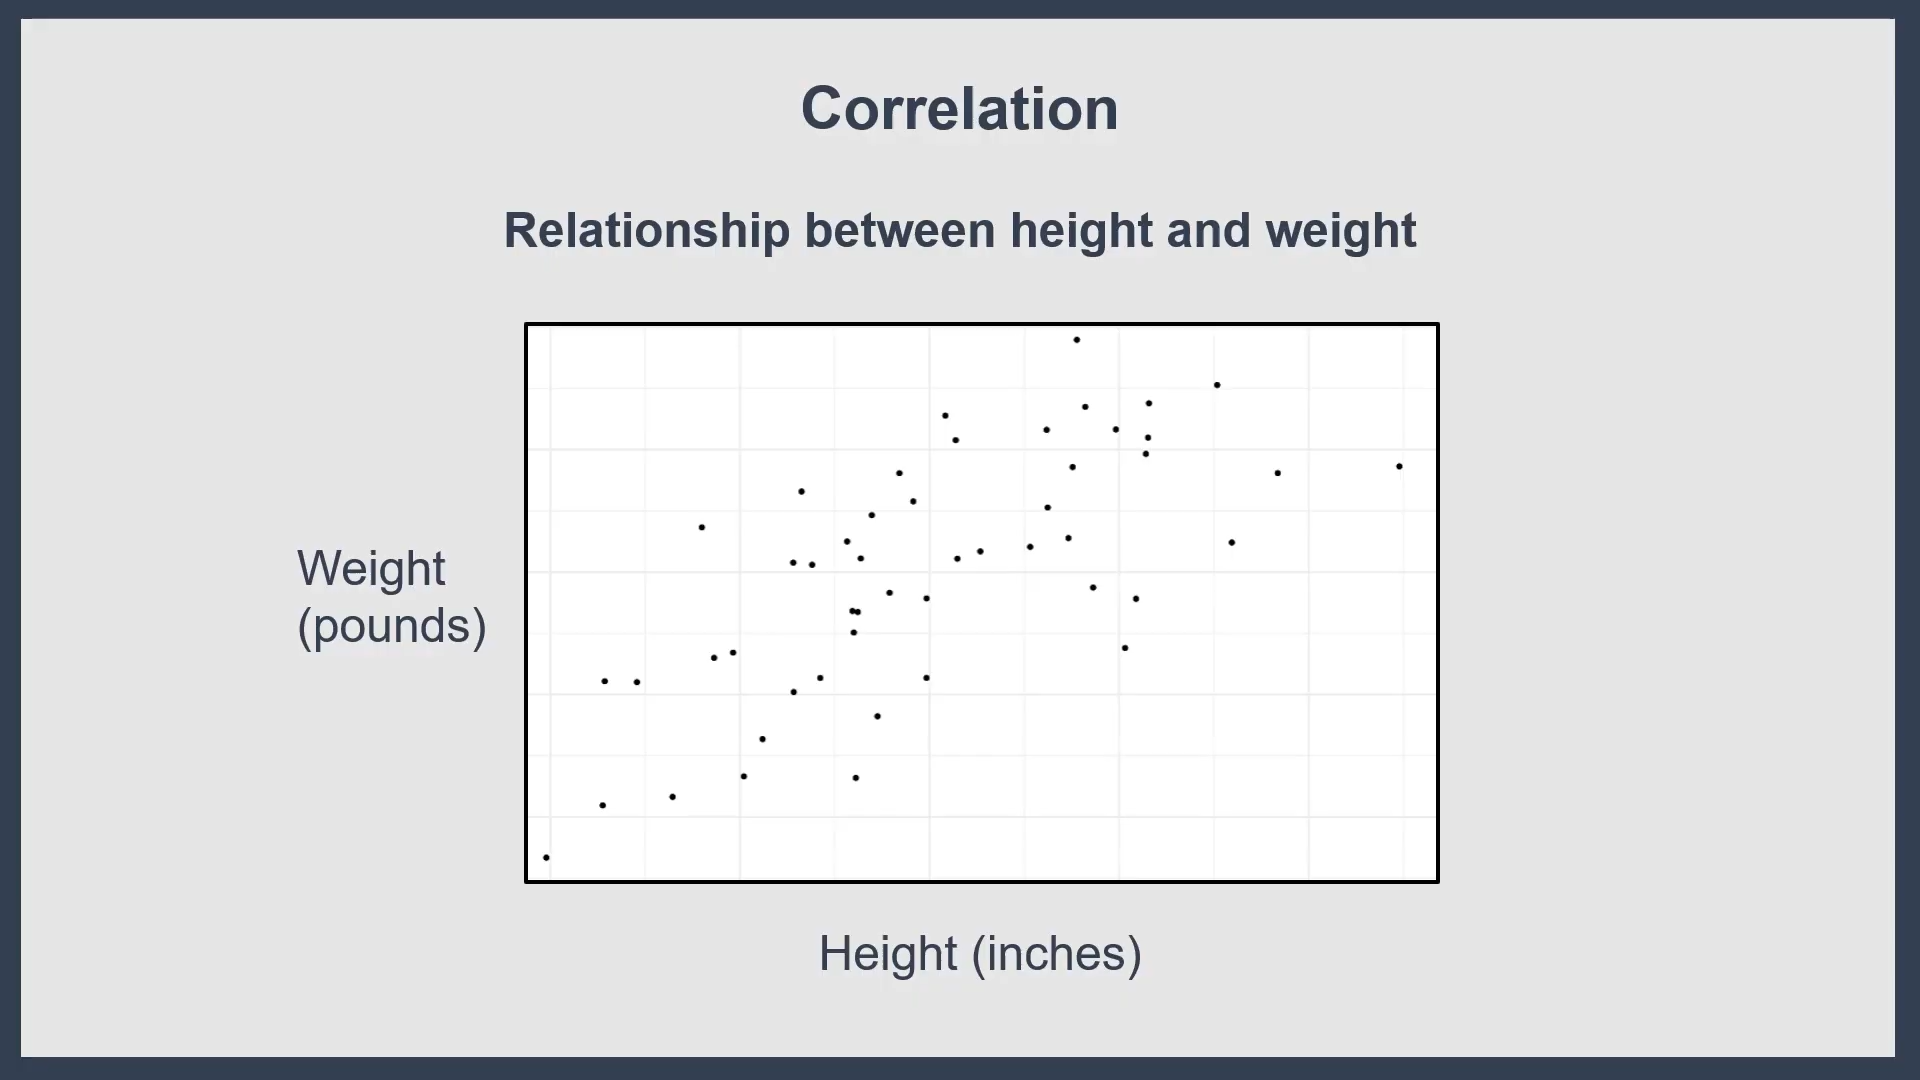 Correlation
Relationship between height and weight
Weight
(pounds)
Height (inches)